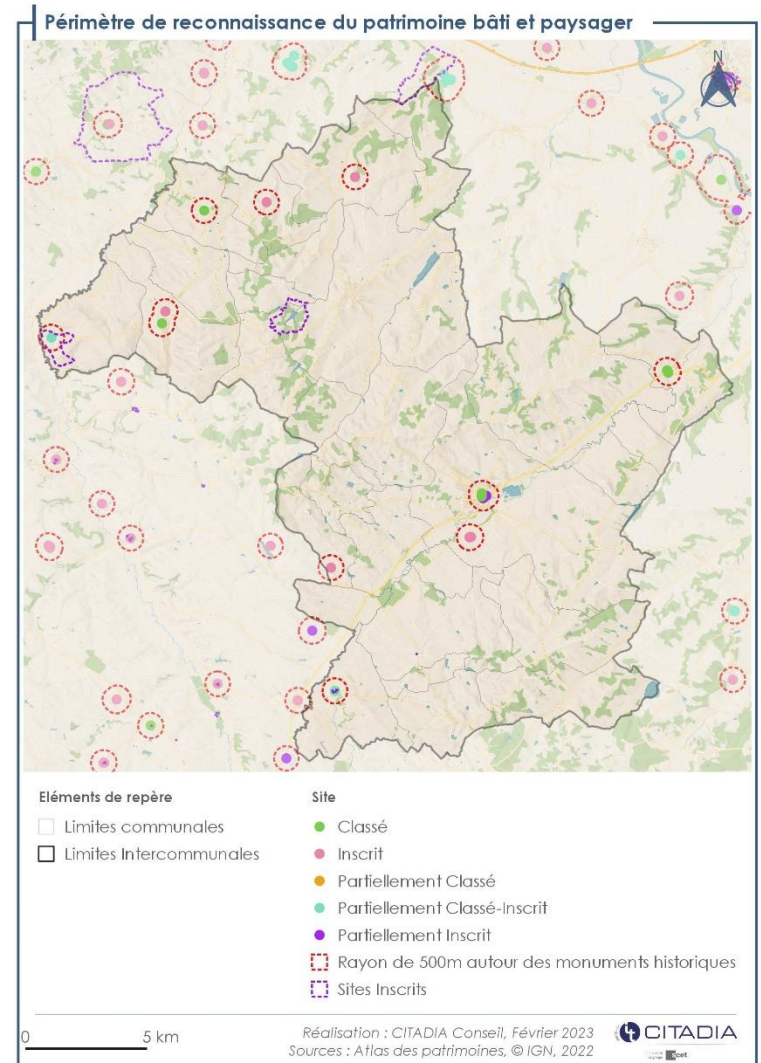 Périmètre de reconnaissance du patrimoine bâti et paysager
N
Eléments de repère
Limites communales
Limites Intercommunales
Site
Classé
Inscrit
Partiellement Classé
Partiellement Classé-Inscrit
Partiellement Inscrit
Rayon de 500m autour des monuments historiques
Sites Inscrits
0 5 km
Réalisation : CITADIA Conseil, Février 2023
Sources : Atlas des patrimoines, © IGN, 2022
CITADIA